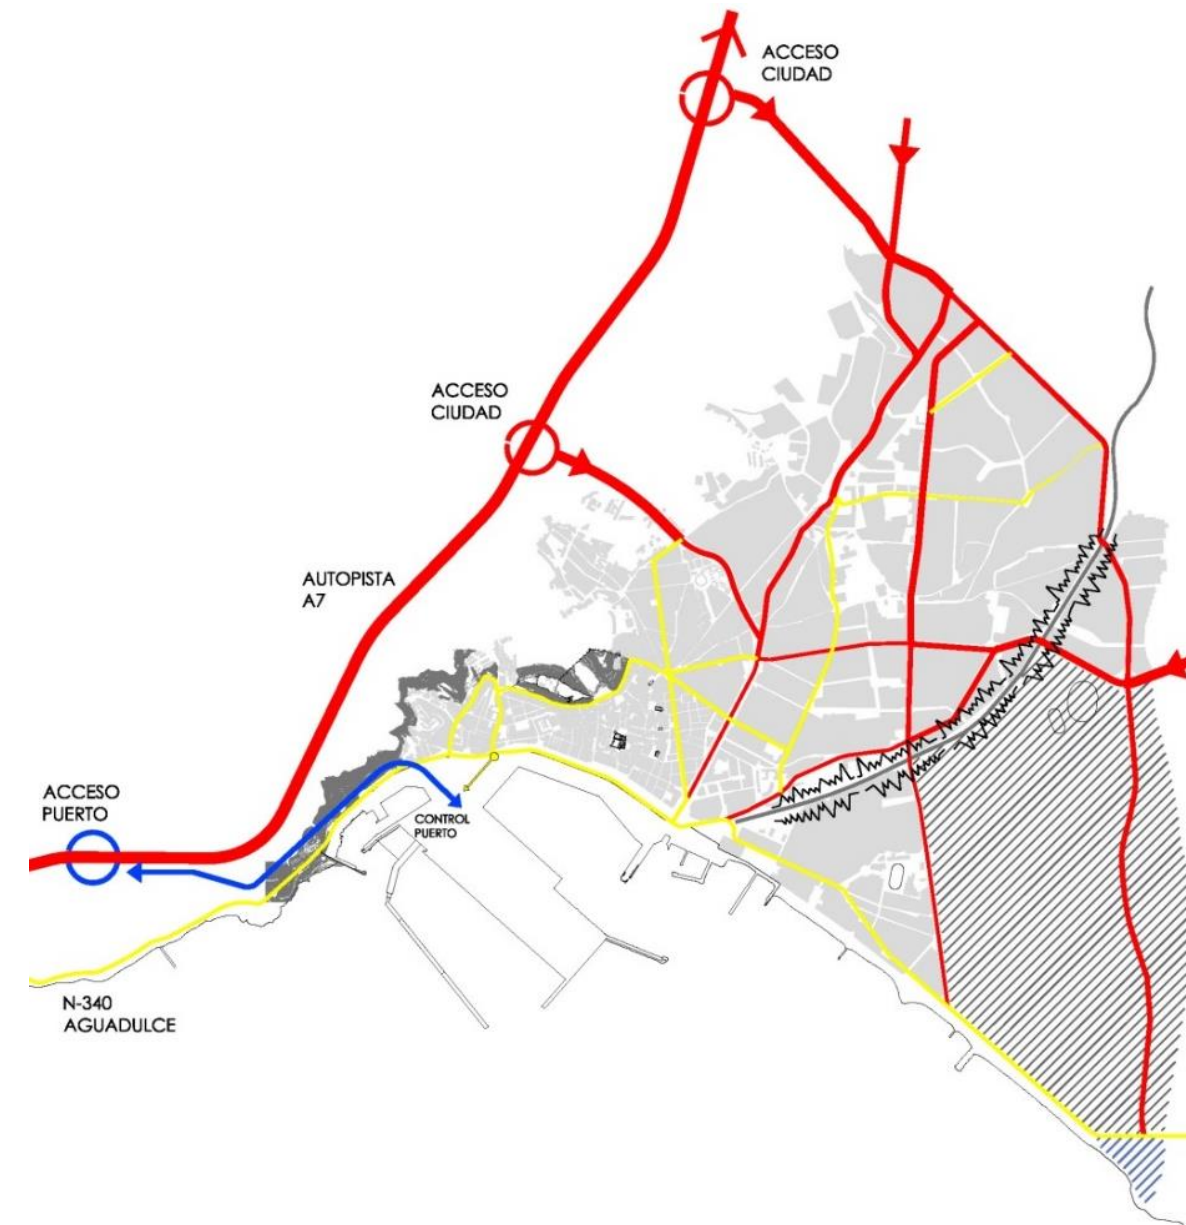 ACCESO
CIUDAD
ACCESO
CIUDAD
AUTOPISTA
A7
ACCESO
PUERTO
CONTROL
PUERTO
N-340
AGUADULCE